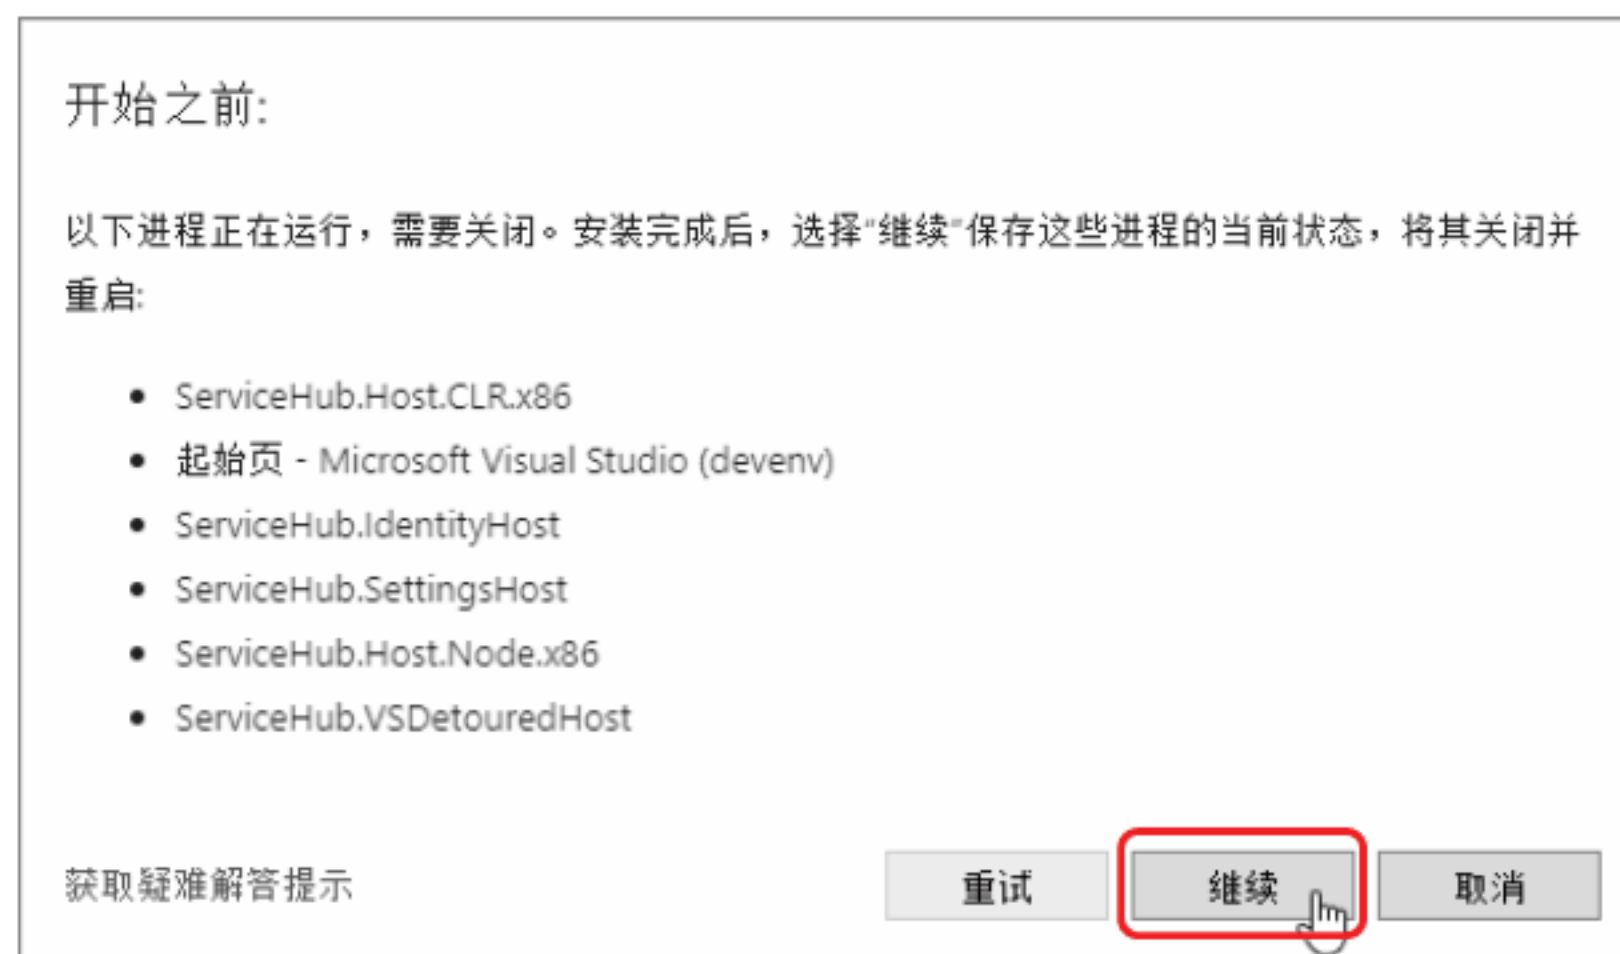 开始之前:
以下进程正在运行，需要关闭。安装完成后，选择"继续"保存这些进程的当前状态，将其关闭并
重启:
• ServiceHub.Host.CLR.x86
• 起始页 - Microsoft Visual Studio (devenv)
• ServiceHub.IdentityHost
• ServiceHub.SettingsHost
• ServiceHub.Host.Node.x86
• ServiceHub.VSDetouredHost
获取疑难解答提示 重试 继续 取消